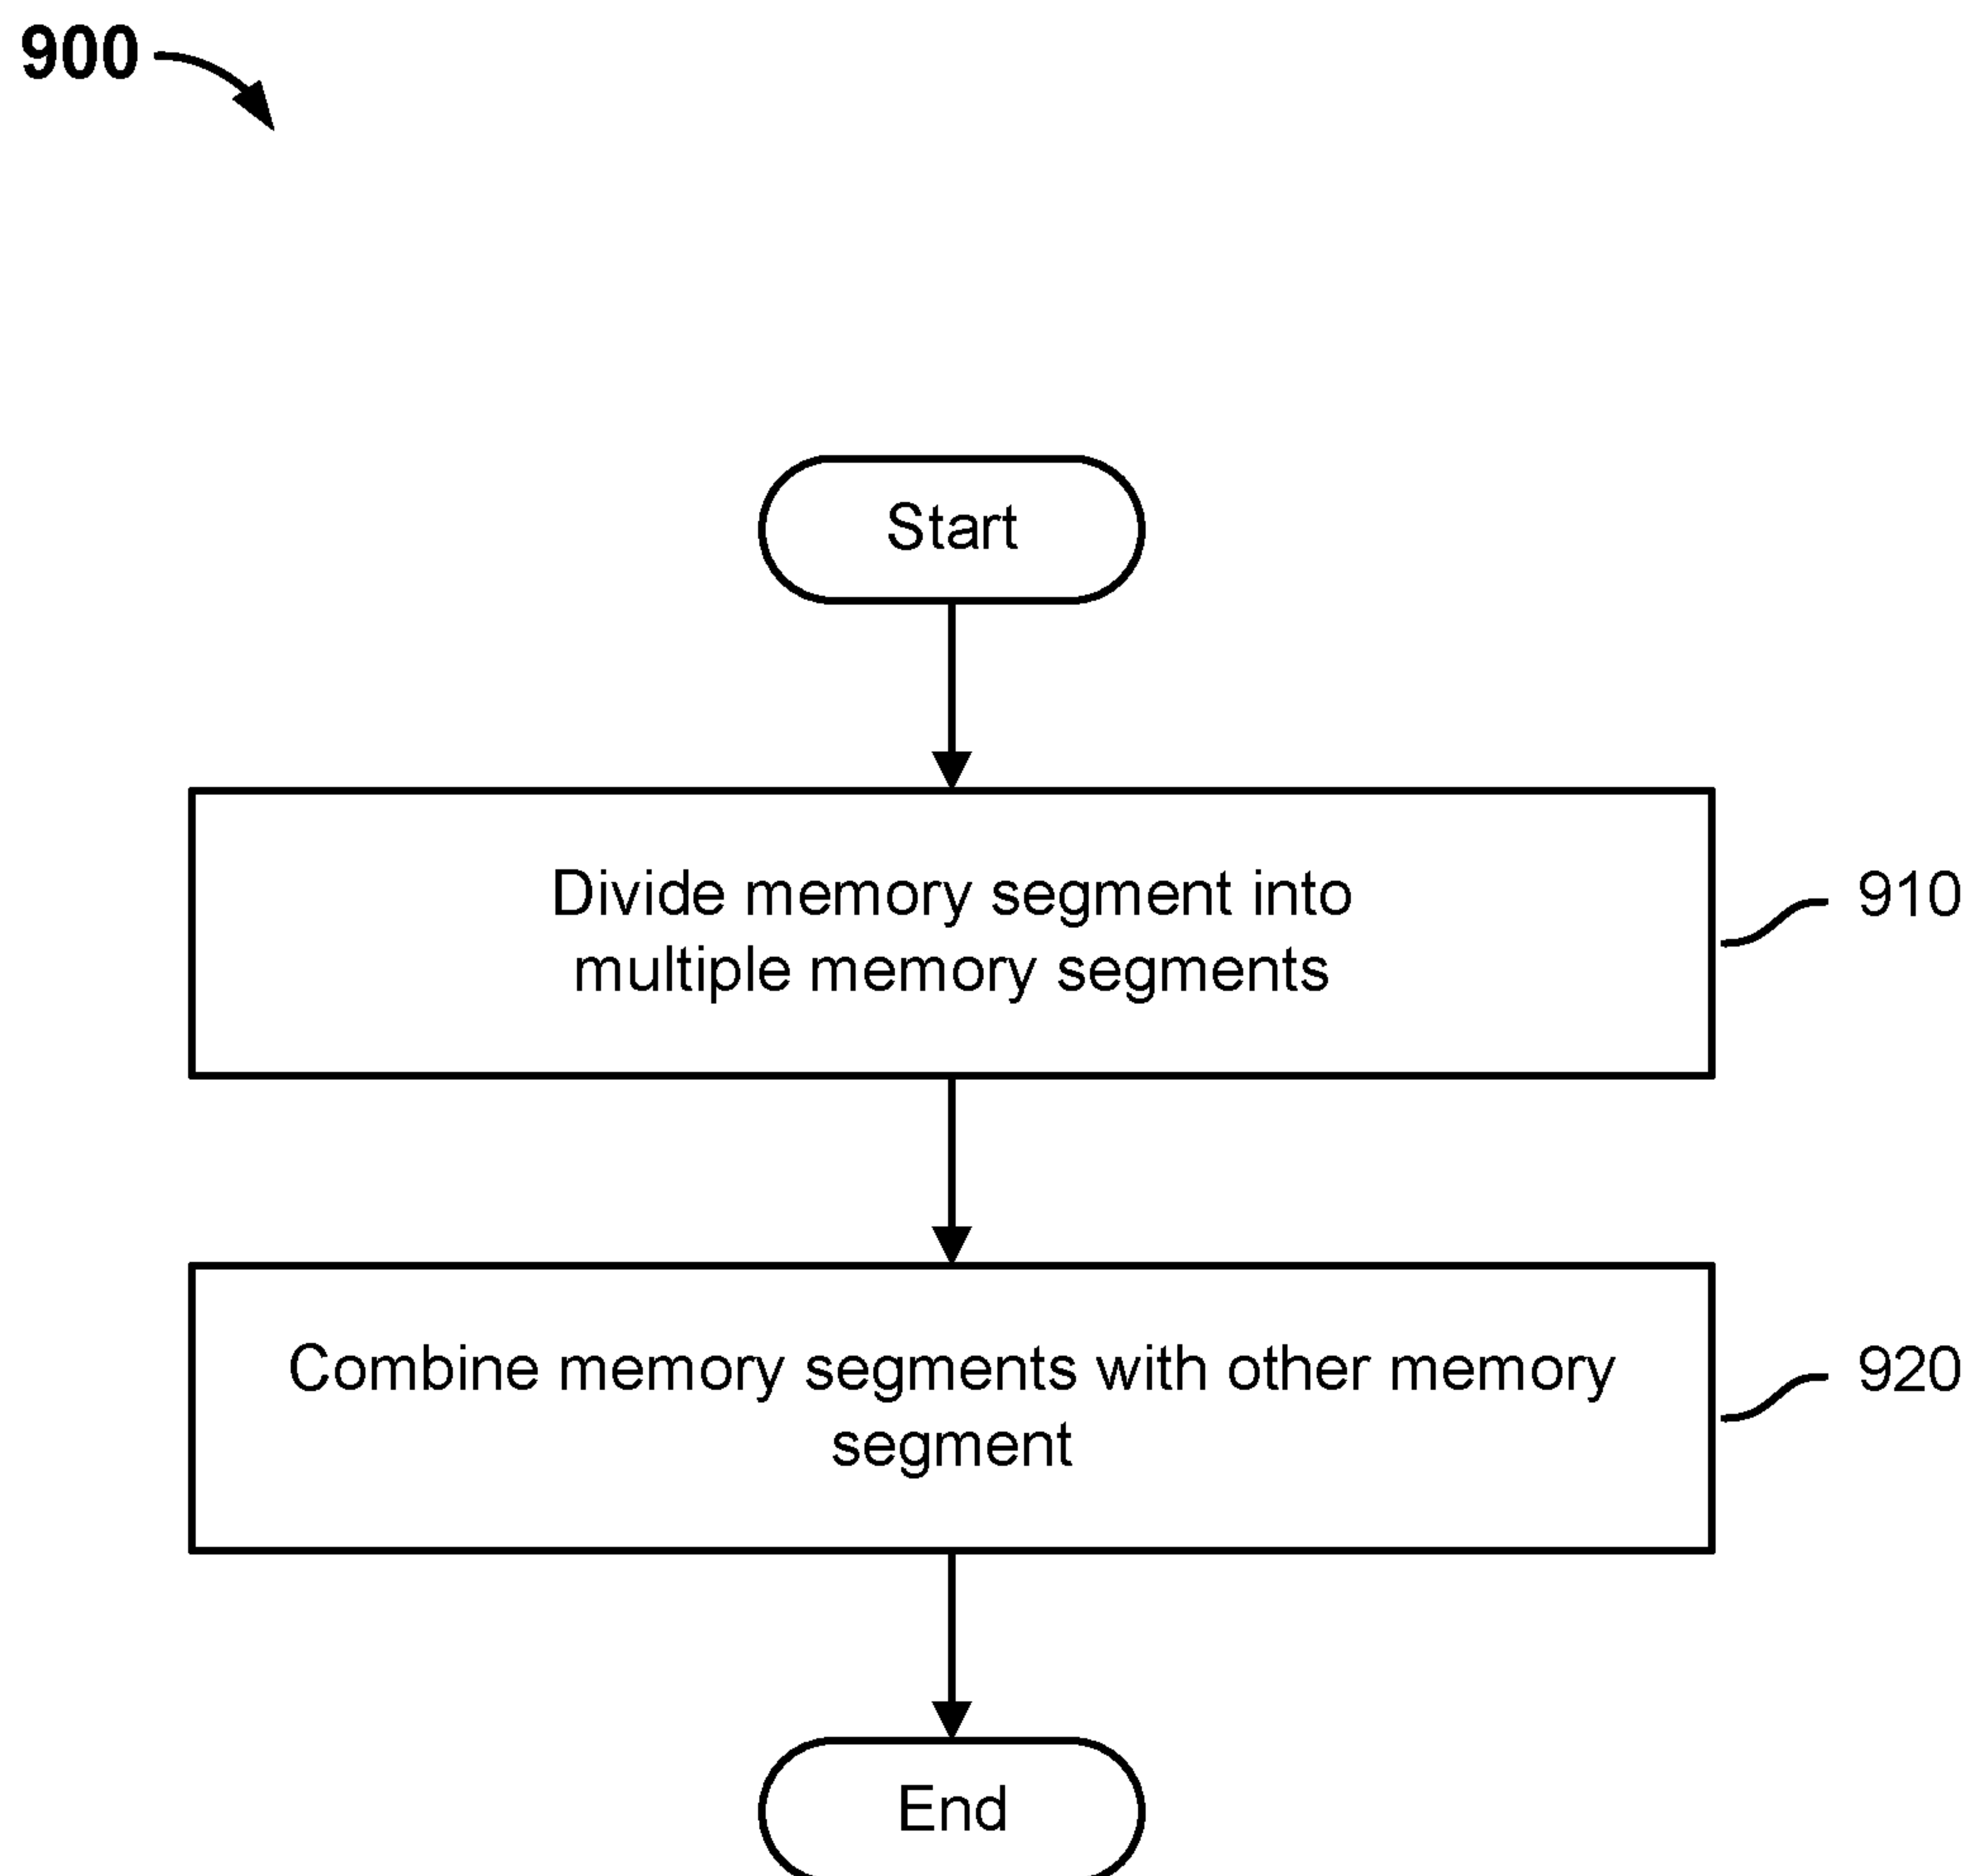 900
Start
Divide memory segment into
multiple memory segments
910
Combine memory segments with other memory
segment
920
End